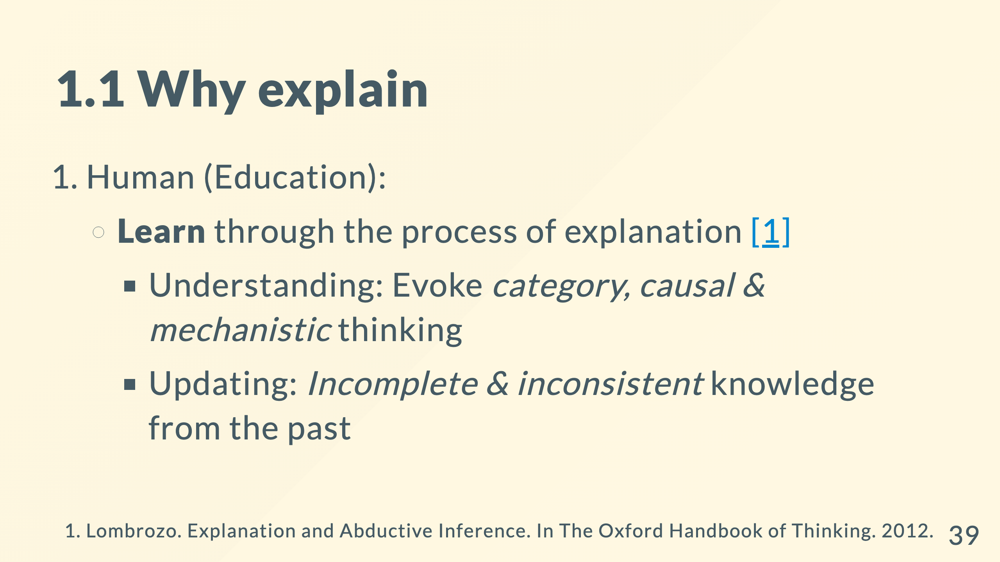 1.1 Why explain
1. Human (Education):
Learn through the process of explanation [1]
Understanding: Evoke category, causal &
mechanistic thinking
Updating: Incomplete & inconsistent knowledge
from the past
1. Lombrozo. Explanation and Abductive Inference. In The Oxford Handbook of Thinking. 2012.
39